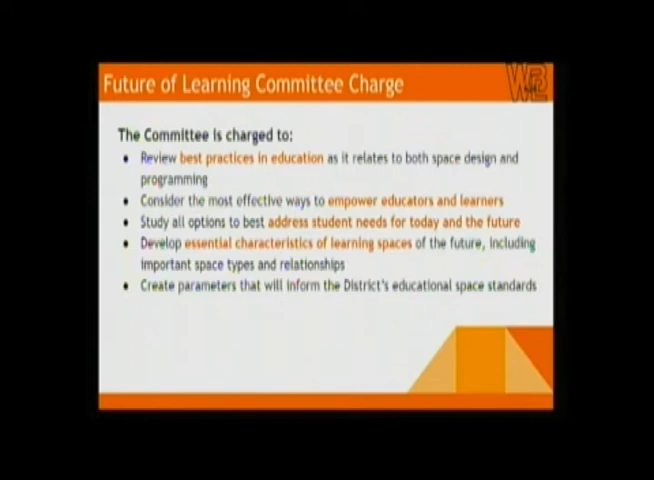 Future of Learning Committee Charge
The Committee is charged to:
● Review best practices in education as it relates to both space design and
programming
● Consider the most effective ways to empower educators and learners
● Study all options to best address student needs for today and the future
● Develop essential characteristics of learning spaces of the future, including
important space types and relationships
● Create parameters that will inform the District's educational space standards